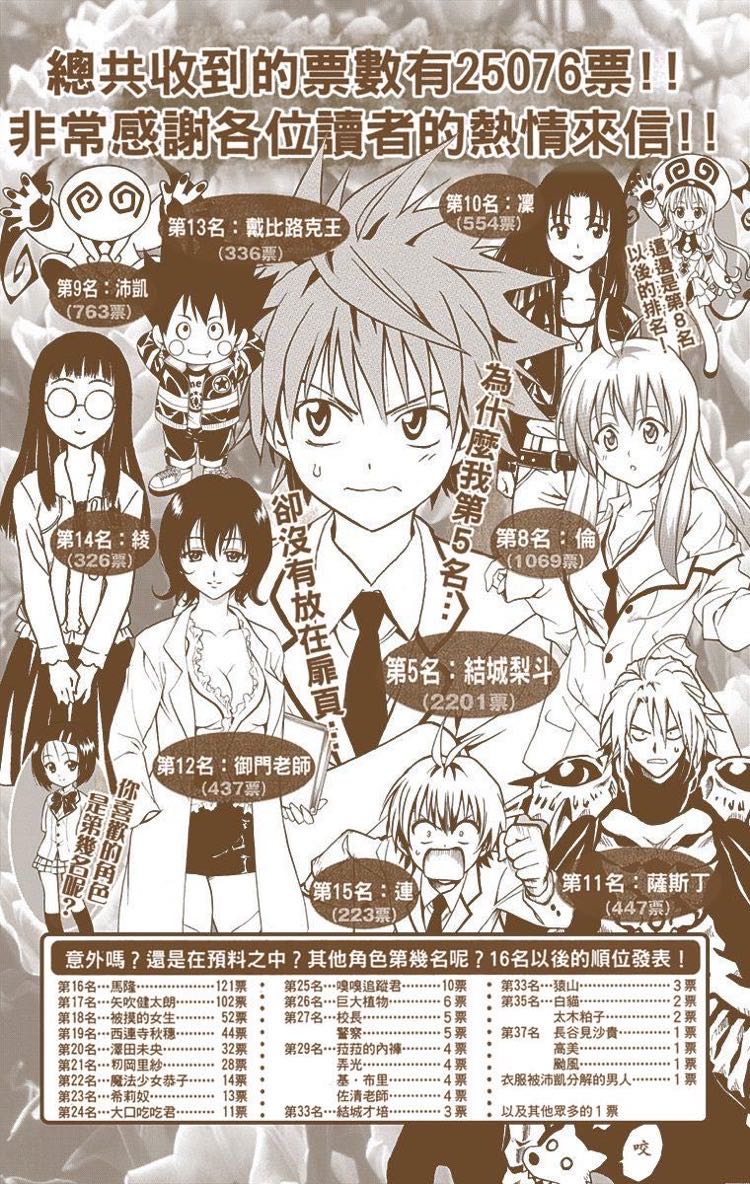 總共收到的票數有25076票!!
非常感謝各位讀者的熱情來信!!
第10名：凜
(554票)
第13名：戴比路克王
(336票)
第9名：沛凱
(763票)
這邊是第8名
以後的排名！
為什麼我第5名…
卻沒有放在扉頁…
第14名：綾
(326票)
第8名：倫
(1069票)
第5名：結城梨斗
(2201票)
第12名：御門老師
(437票)
你喜歡的角色
是第幾名呢？
第15名：連
(223票)
第11名：薩斯丁
(447票)
意外嗎？還是在預料之中？其他角色第幾名呢？16名以後的順位發表！
第16名…馬隆…121票
第17名…矢吹健太朗…102票
第18名…被摸的女生…52票
第19名…西連寺秋穗…44票
第20名…澤田未央…32票
第21名…籾岡里紗…28票
第22名…魔法少女恭子…14票
第23名…希莉奴…13票
第24名…大口吃吃君…11票
第25名…嗅嗅追蹤君…10票
第26名…巨大植物…6票
第27名…校長…5票
警察…5票
第29名…菈菈的內褲…4票
弄光…4票
基・布里…4票
佐清老師…4票
第33名…結城才培…3票
第33名…猿山…3票
第35名…白貓…2票
太木粕子…2票
第37名 長谷見沙貴…1票
高美…1票
颱風…1票
衣服被沛凱分解的男人…1票
以及其他眾多的1票
咬